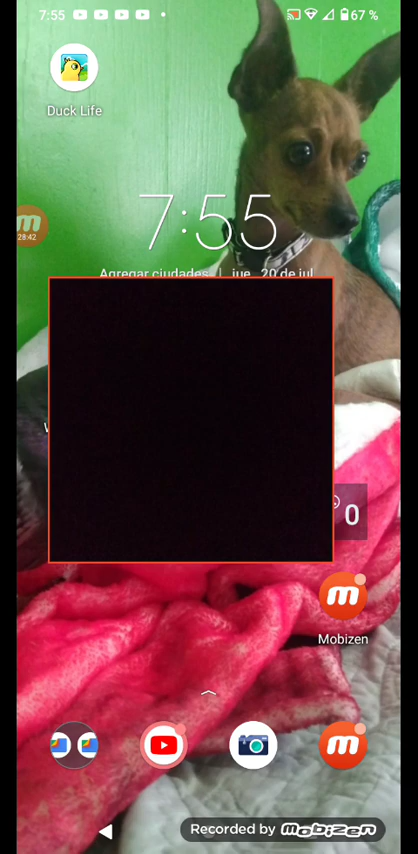 7:55
67 %
Duck Life
28:42
7:55
Agregar ciudades | jue., 20 de jul.
0
Mobizen
Recorded by mobizen